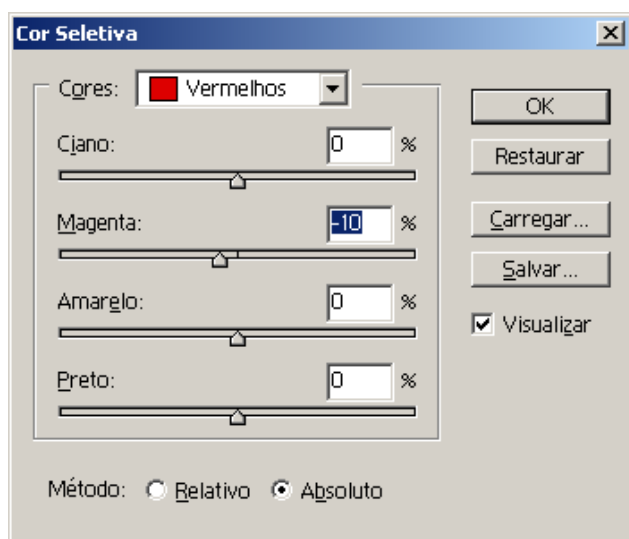 Cor Seletiva
Cores: Vermelhos
OK
Ciano: 0 %
Restaurar
Magenta: -10 %
Carregar...
Salvar...
Amarelo: 0 %
Visualizar
Preto: 0 %
Método: Relativo Absoluto